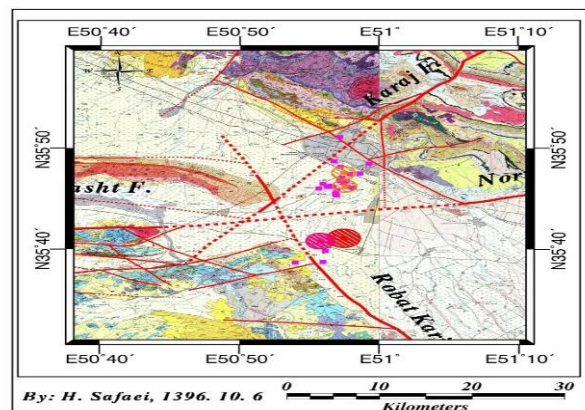 E50°40´ E50°50´ E51° E51°10´
N35°50´
N35°40´
N35°50´
N35°40´
W
S
Karaj F.
asht F.
Nor
Robat Kar
E50°40´ E50°50´ E51° E51°10´
By: H. Safaei, 1396. 10. 6
0 10 20 30
Kilometers